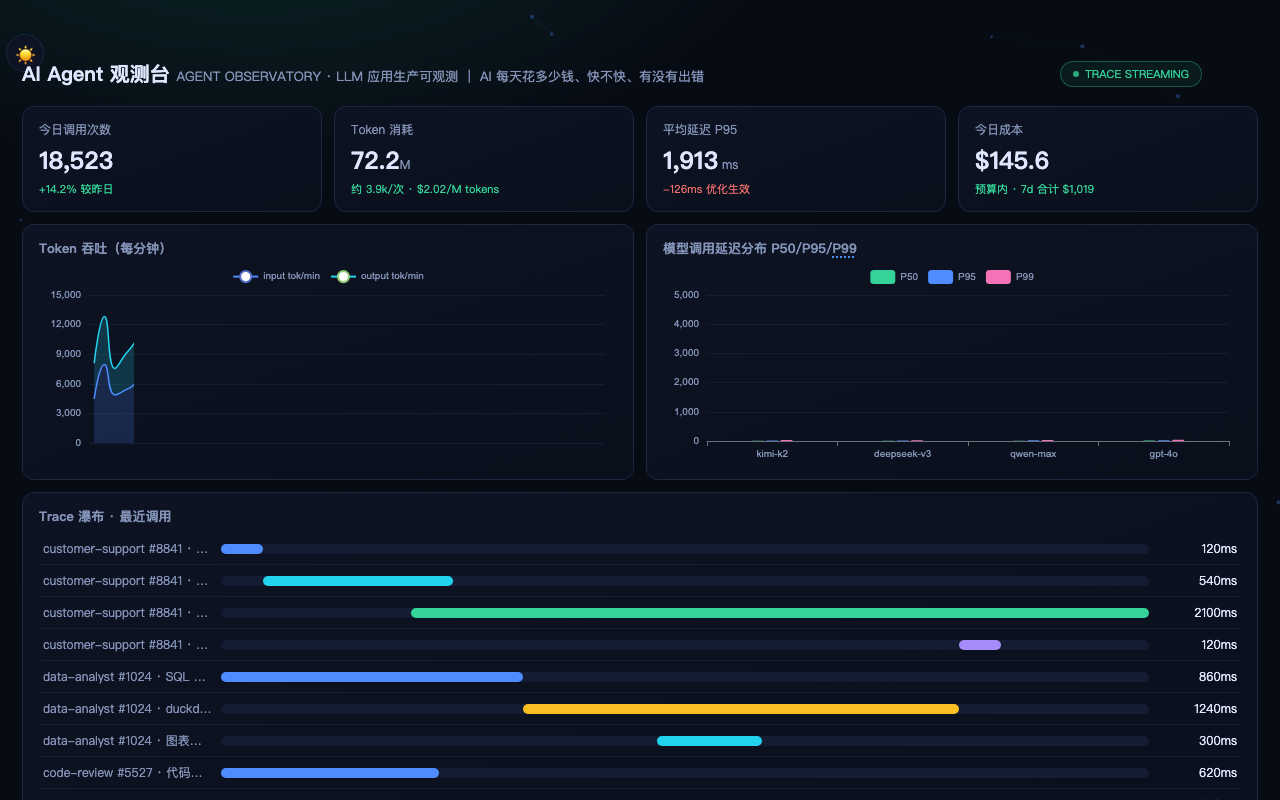 AI Agent 观测台 AGENT OBSERVATORY · LLM 应用生产可观测 ｜ AI 每天花多少钱、快不快、有没有出错
TRACE STREAMING
今日调用次数
18,523
+14.2% 较昨日
Token 消耗
72.2M
约 3.9k/次 · $2.02/M tokens
平均延迟 P95
1,913 ms
−126ms 优化生效
今日成本
$145.6
预算内 · 7d 合计 $1,019
Token 吞吐（每分钟）
input tok/min output tok/min
15,000
12,000
9,000
6,000
3,000
0
模型调用延迟分布 P50/P95/P99
P50 P95 P99
5,000
4,000
3,000
2,000
1,000
0
kimi-k2 deepseek-v3 qwen-max gpt-4o
Trace 瀑布 · 最近调用
customer-support #8841 · ... 120ms
customer-support #8841 · ... 540ms
customer-support #8841 · ... 2100ms
customer-support #8841 · ... 120ms
data-analyst #1024 · SQL ... 860ms
data-analyst #1024 · duckd... 1240ms
data-analyst #1024 · 图表... 300ms
code-review #5527 · 代码... 620ms